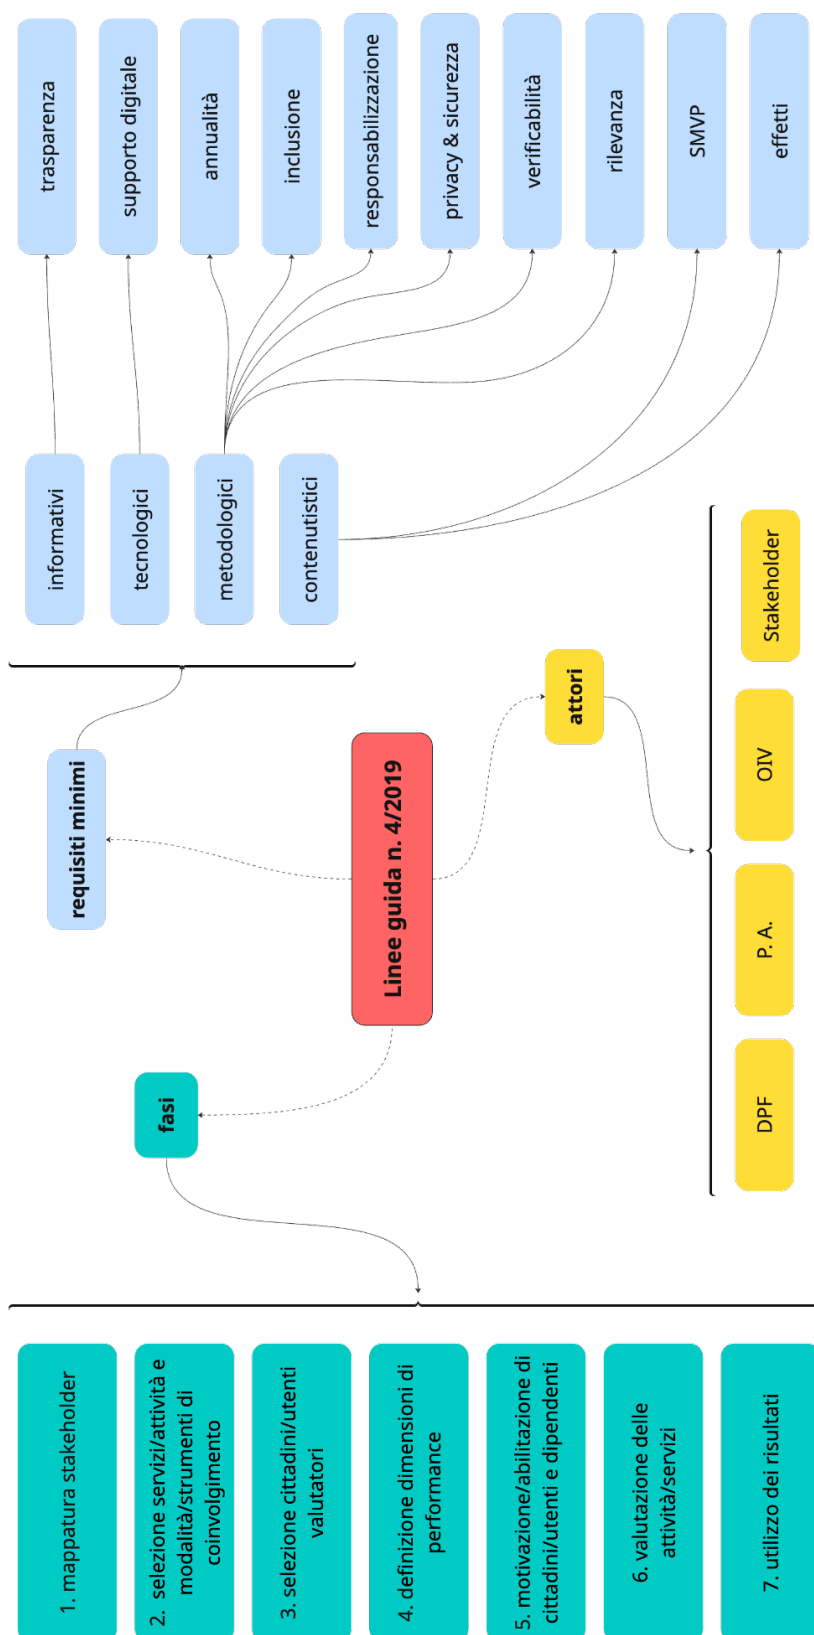 1. mappatura stakeholder
2. selezione servizi/attività e
modalità/strumenti di
coinvolgimento
3. selezione cittadini/utenti
valutatori
4. definizione dimensioni di
performance
5. motivazione/abilitazione di
cittadini/utenti e dipendenti
6. valutazione delle
attività/servizi
7. utilizzo dei risultati
fasi
Linee guida n. 4/2019
requisiti minimi
informativi
tecnologici
metodologici
contenutistici
trasparenza
supporto digitale
annualità
inclusione
responsabilizzazione
privacy & sicurezza
verificabilità
rilevanza
SMVP
effetti
attori
DPF
P. A.
OIV
Stakeholder